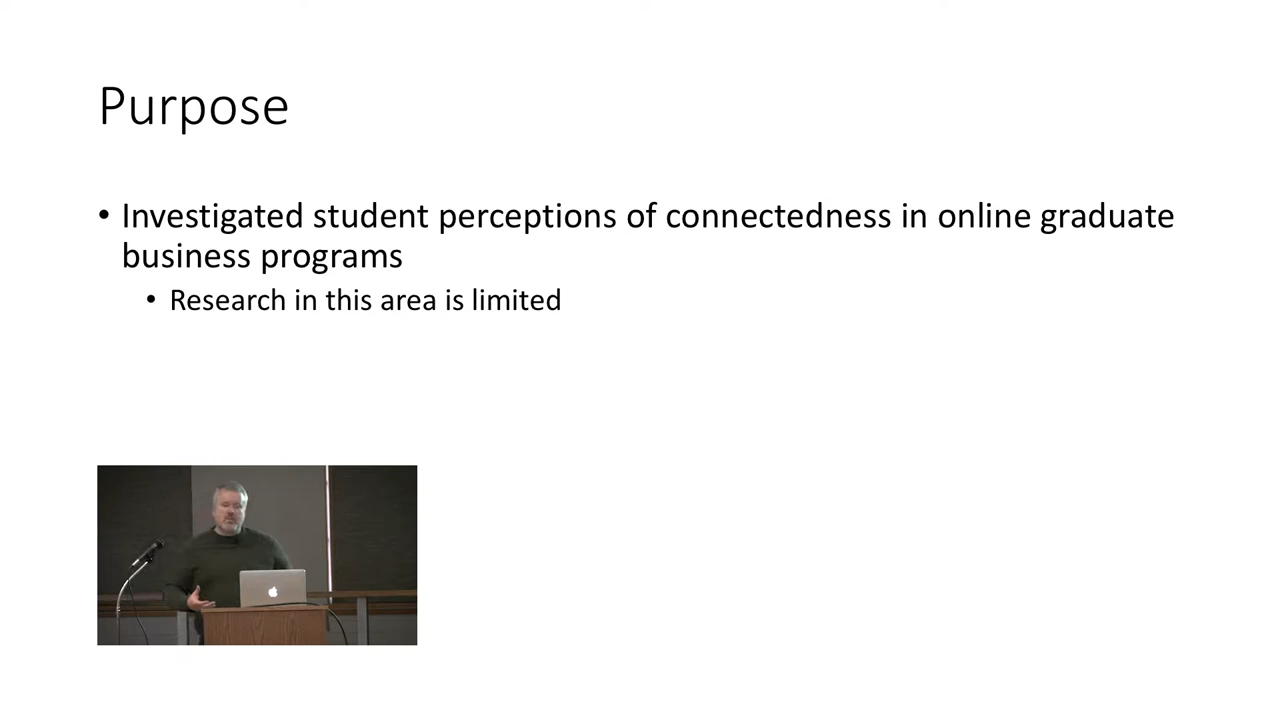 Purpose
• Investigated student perceptions of connectedness in online graduate
business programs
• Research in this area is limited